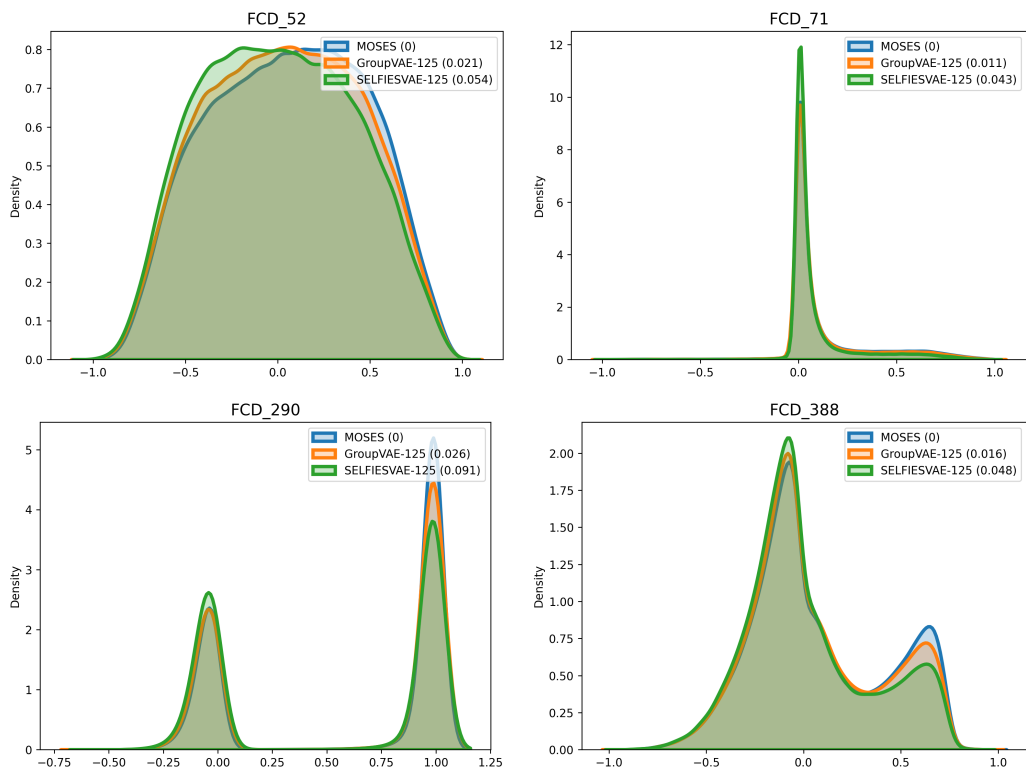 FCD_52
Density
0.8
0.7
0.6
0.5
0.4
0.3
0.2
0.1
0.0
−1.0 −0.5 0.0 0.5 1.0
MOSES (0)
GroupVAE-125 (0.021)
SELFIESVAE-125 (0.054)
FCD_71
Density
12
10
8
6
4
2
0
−1.0 −0.5 0.0 0.5 1.0
MOSES (0)
GroupVAE-125 (0.011)
SELFIESVAE-125 (0.043)
FCD_290
Density
5
4
3
2
1
0
−0.75 −0.50 −0.25 0.00 0.25 0.50 0.75 1.00 1.25
MOSES (0)
GroupVAE-125 (0.026)
SELFIESVAE-125 (0.091)
FCD_388
Density
2.00
1.75
1.50
1.25
1.00
0.75
0.50
0.25
0.00
−1.0 −0.5 0.0 0.5 1.0
MOSES (0)
GroupVAE-125 (0.016)
SELFIESVAE-125 (0.048)